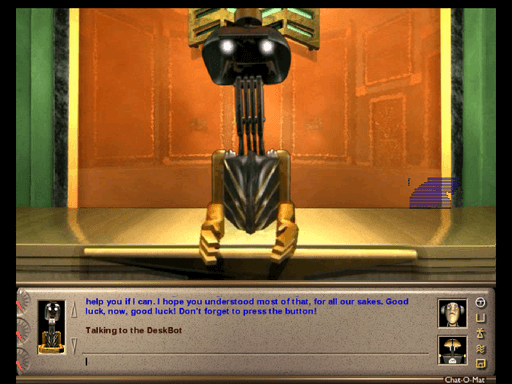 help you if I can. I hope you understood most of that, for all our sakes. Good
luck, now, good luck! Don't forget to press the button!
Talking to the DeskBot
Chat-O-Mat